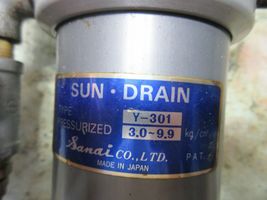 SUN · DRAIN
TYPE Y-301
PRESSURIZED 3.0~9.9 kg/cm
Sanai CO., LTD. PAT.
MADE IN JAPAN